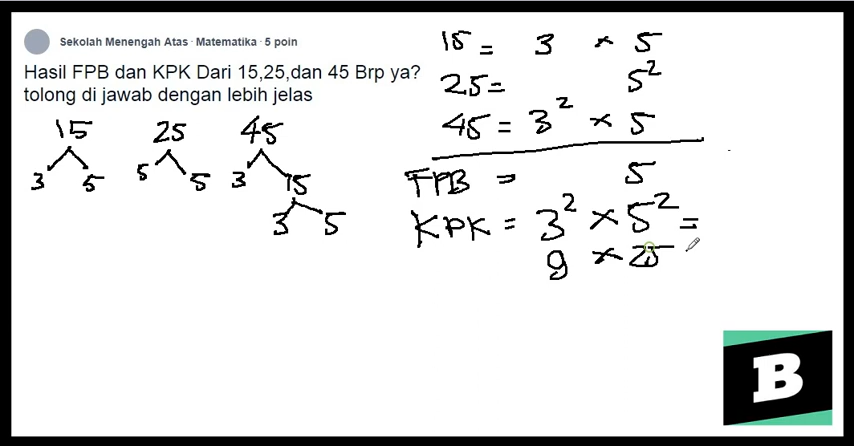 Sekolah Menengah Atas · Matematika · 5 poin
Hasil FPB dan KPK Dari 15,25,dan 45 Brp ya?
tolong di jawab dengan lebih jelas
15 25 45
3 5 5 5 3 15
3 5
15 = 3 × 5
25 = 5²
45 = 3² × 5
FPB = 5
KPK = 3² × 5² =
9 × 25
B